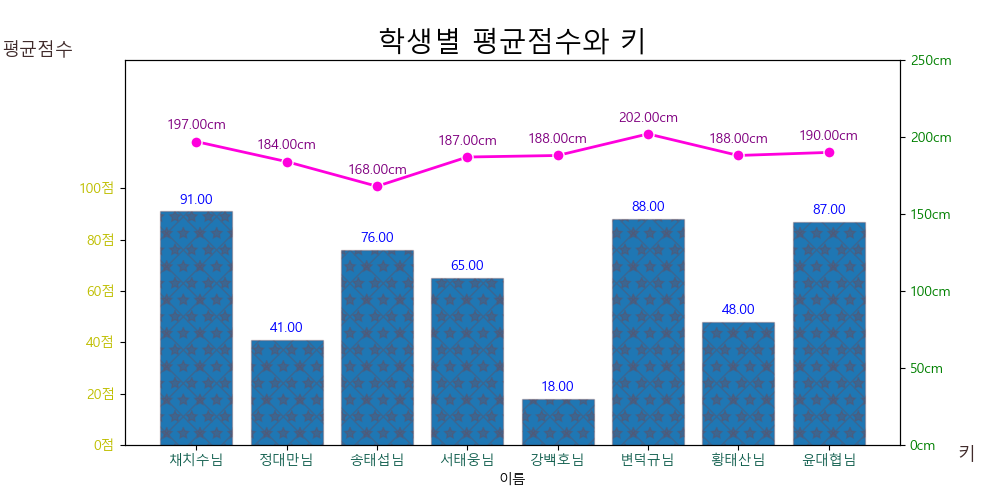 학생별 평균점수와 키
평균점수
250cm
202.00cm
197.00cm
200cm
190.00cm
187.00cm
188.00cm
188.00cm
184.00cm
168.00cm
100점
91.00
88.00
87.00
150cm
80점
76.00
65.00
60점
100cm
48.00
41.00
40점
50cm
20점
18.00
0점
0cm
채치수님 정대만님 송태섭님 서태웅님 강백호님 변덕규님 황태산님 윤대협님
키
이름